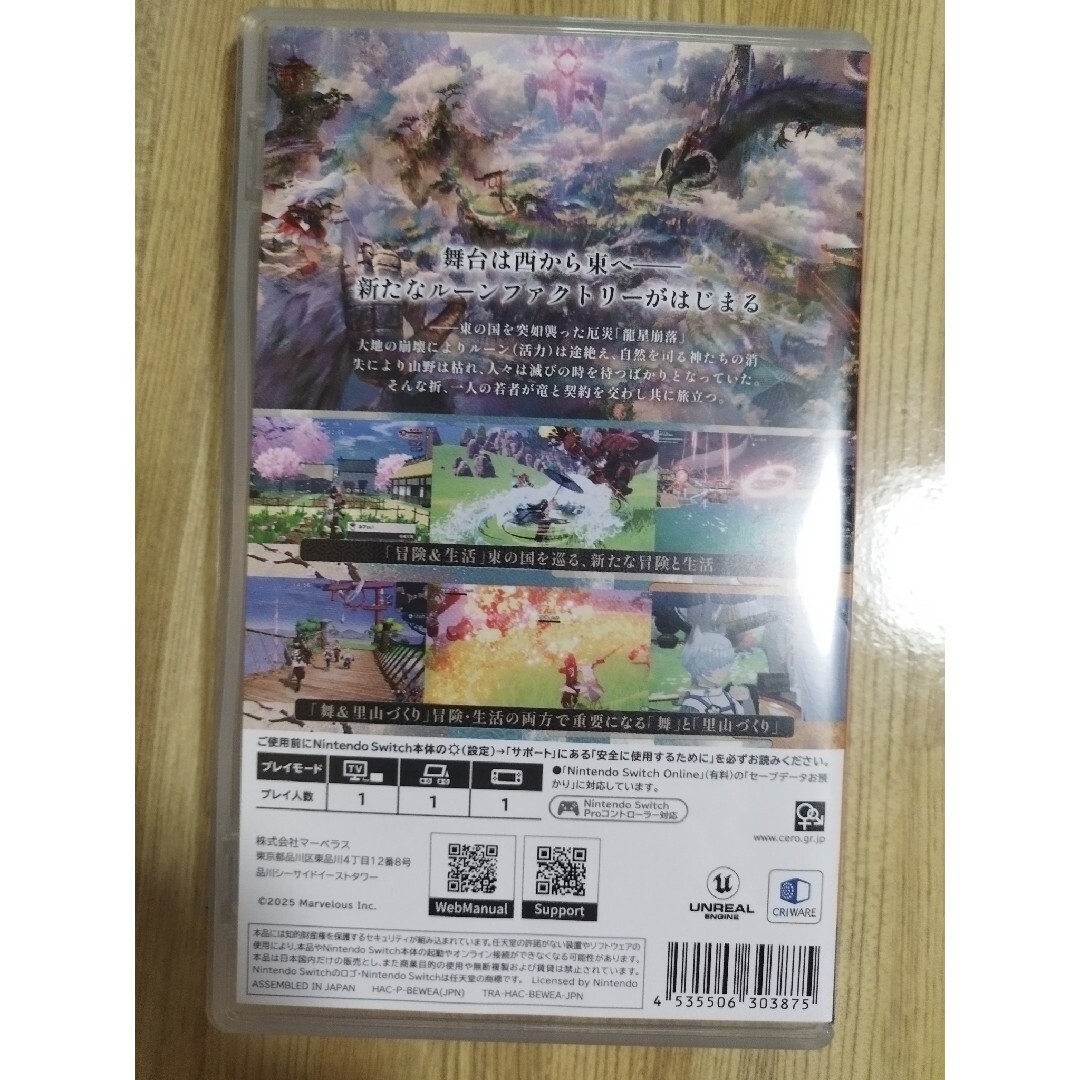 舞台は西から東へ——
新たなルーンファクトリーがはじまる
——東の国を突如襲った厄災「龍星崩落」
大地の崩壊によりルーン(活力)は途絶え、自然を司る神たちの消
失により山野は枯れ、人々は滅びの時を待つばかりとなっていた。
そんな折、一人の若者が竜と契約を交わし共に旅立つ。
「冒険&生活」東の国を巡る、新たな冒険と生活
「舞&里山づくり」冒険・生活の両方で重要になる「舞」と「里山づくり」
ご使用前にNintendo Switch本体の(設定)→「サポート」にある「安全に使用するために」を必ずお読みください。
プレイモード TV
プレイ人数 1 1 1
●「Nintendo Switch Online」(有料)の「セーブデータお預
かり」に対応しています。
Nintendo Switch
Proコントローラー対応
www.cero.gr.jp
株式会社マーベラス
東京都品川区東品川4丁目12番8号
品川シーサイドイーストタワー
©2025 Marvelous Inc.
WebManual
Support
UNREAL
ENGINE
CRIWARE
本品には知的財産権を保護するセキュリティが組み込まれています。任天堂の許諾がない装置やソフトウェアの
使用により、本品やNintendo Switch本体の起動やオンライン接続ができなくなる可能性があります。
本品は日本国内だけの販売とし、また商業目的の使用や無断複製および賃貸は禁止されています。
Nintendo Switchのロゴ・Nintendo Switchは任天堂の商標です。 Licensed by Nintendo
ASSEMBLED IN JAPAN HAC-P-BEWEA(JPN) TRA-HAC-BEWEA-JPN
4 535506 303875